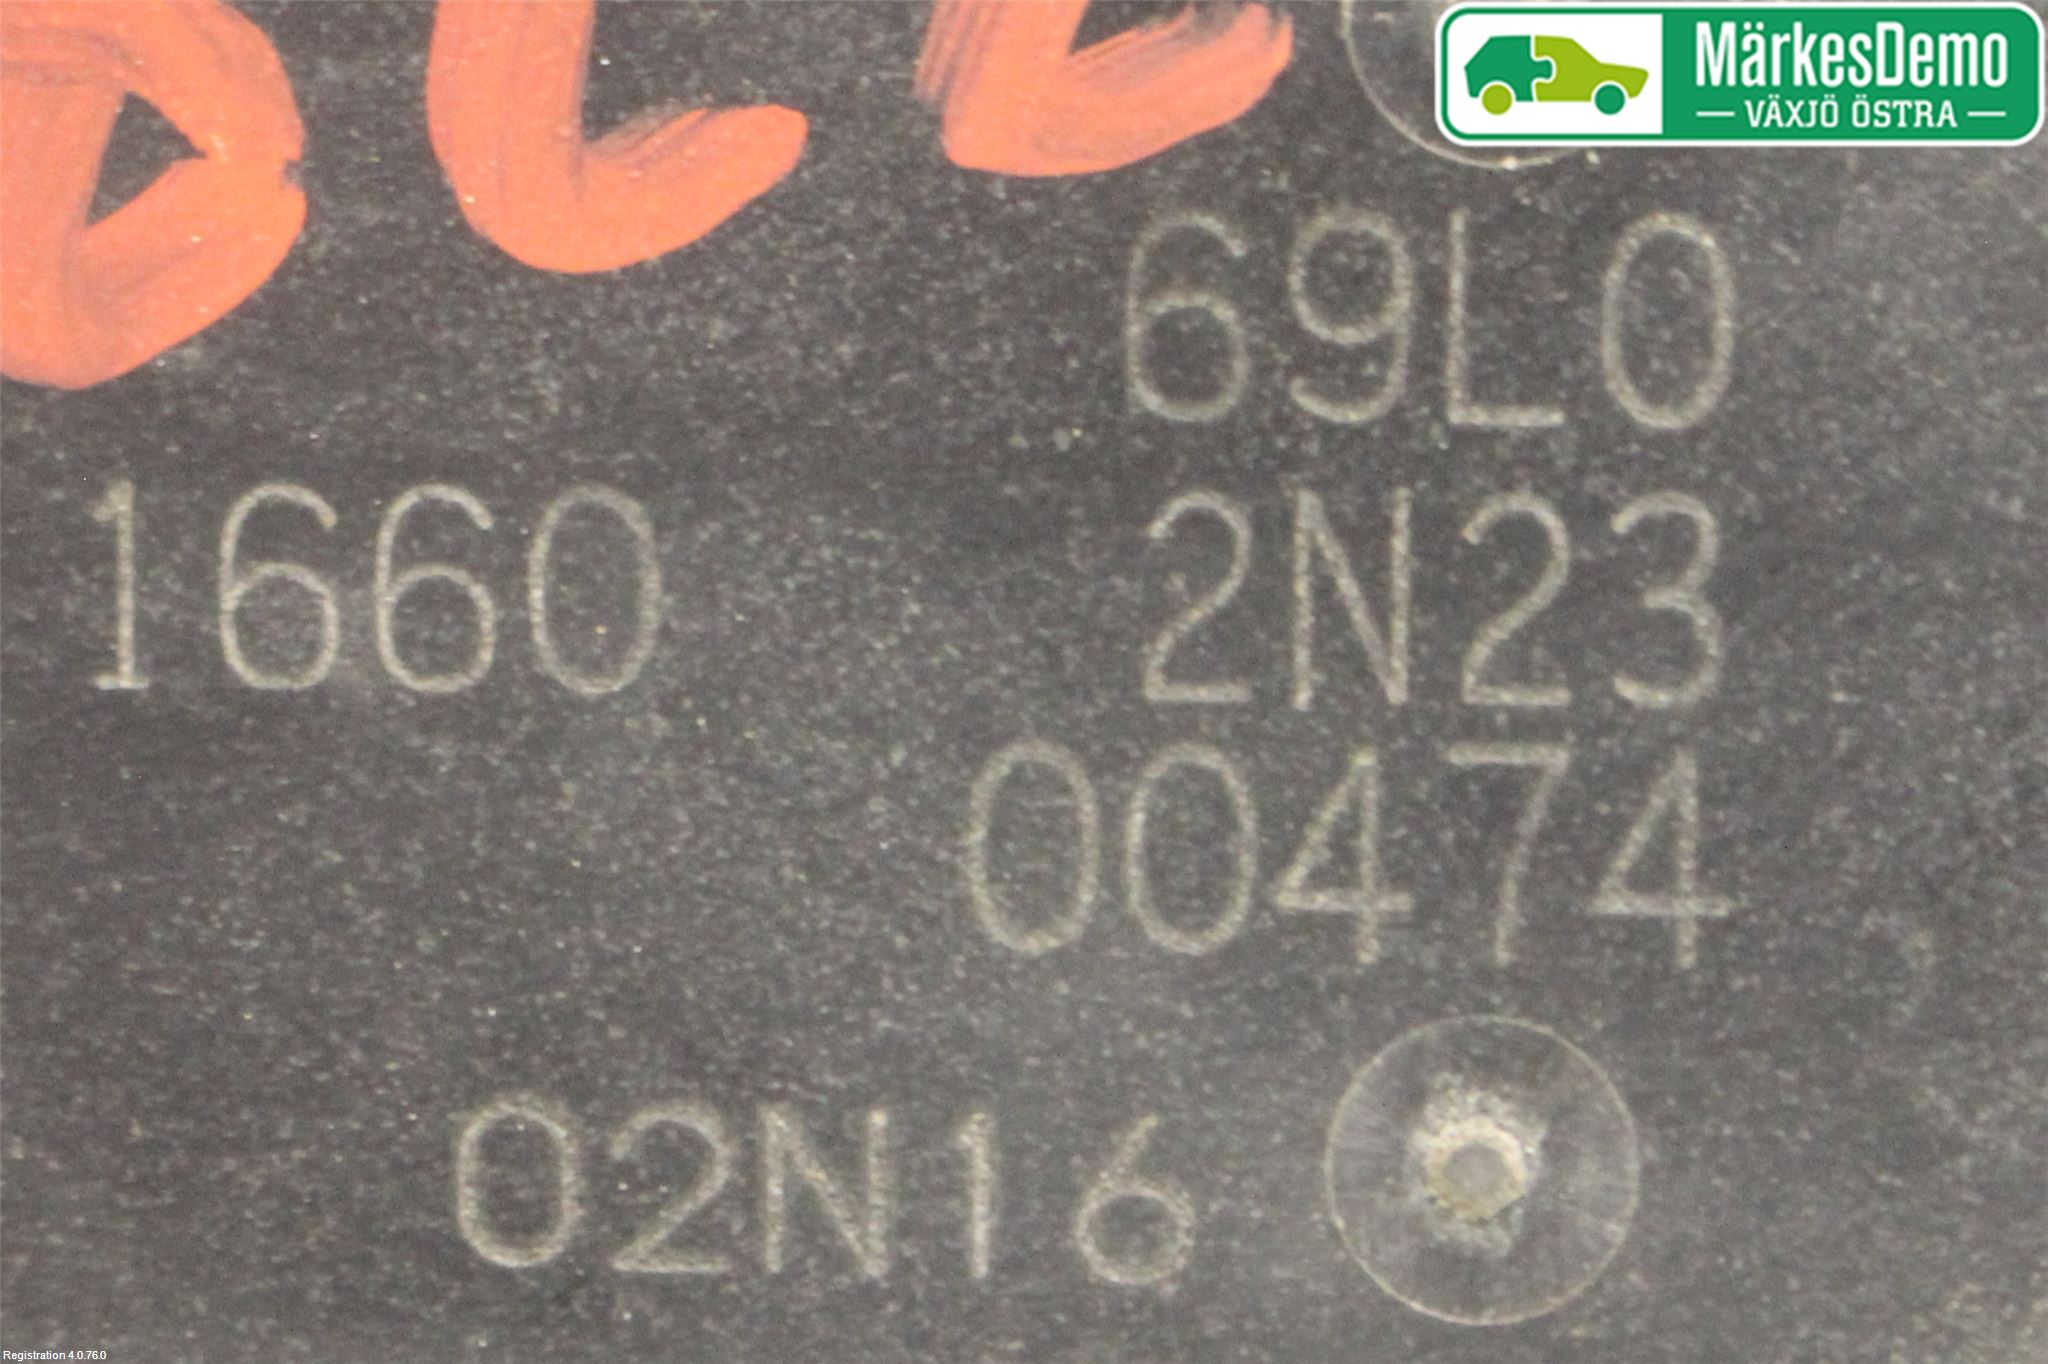 MärkesDemo
— VÄXJÖ ÖSTRA —
69L0
1660 2N23
00474
02N16
Registration 4.0.76.0